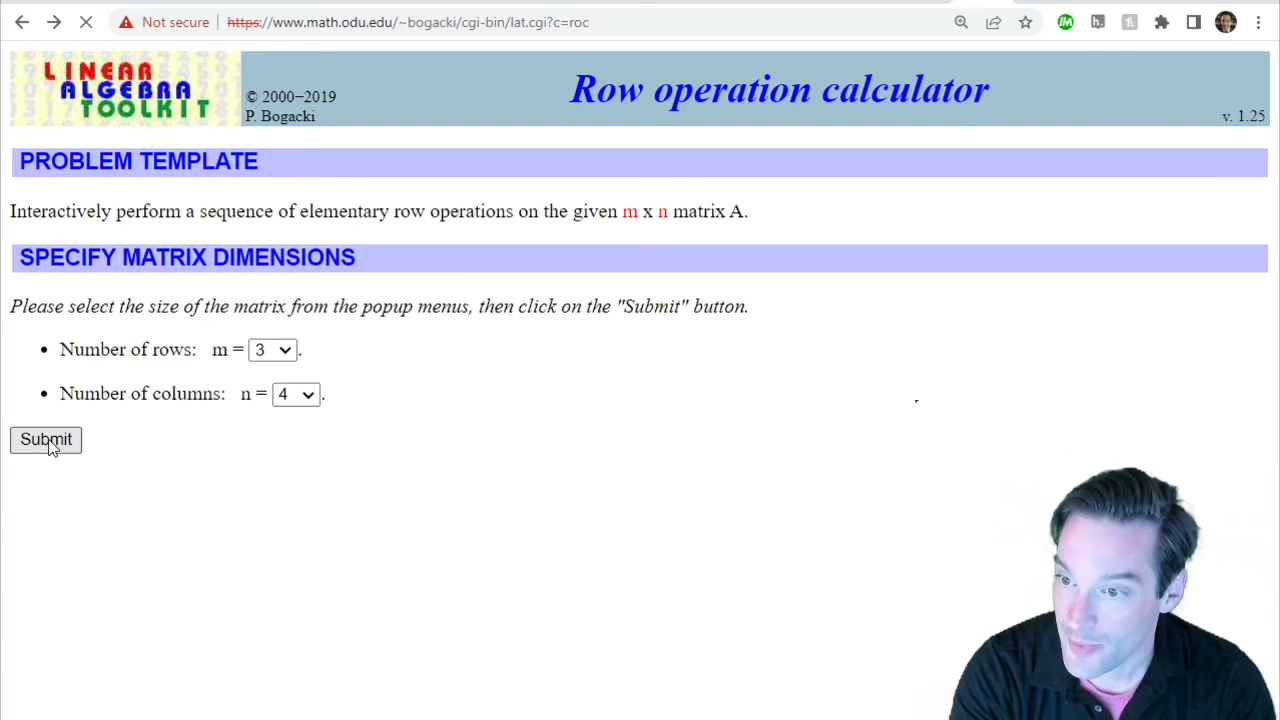 Not secure | https://www.math.odu.edu/~bogacki/cgi-bin/lat.cgi?c=roc
LINEAR
ALGEBRA
TOOLKIT
© 2000−2019
P. Bogacki
Row operation calculator
v. 1.25
PROBLEM TEMPLATE
Interactively perform a sequence of elementary row operations on the given m x n matrix A.
SPECIFY MATRIX DIMENSIONS
Please select the size of the matrix from the popup menus, then click on the "Submit" button.
• Number of rows: m = 3 .
• Number of columns: n = 4 .
Submit